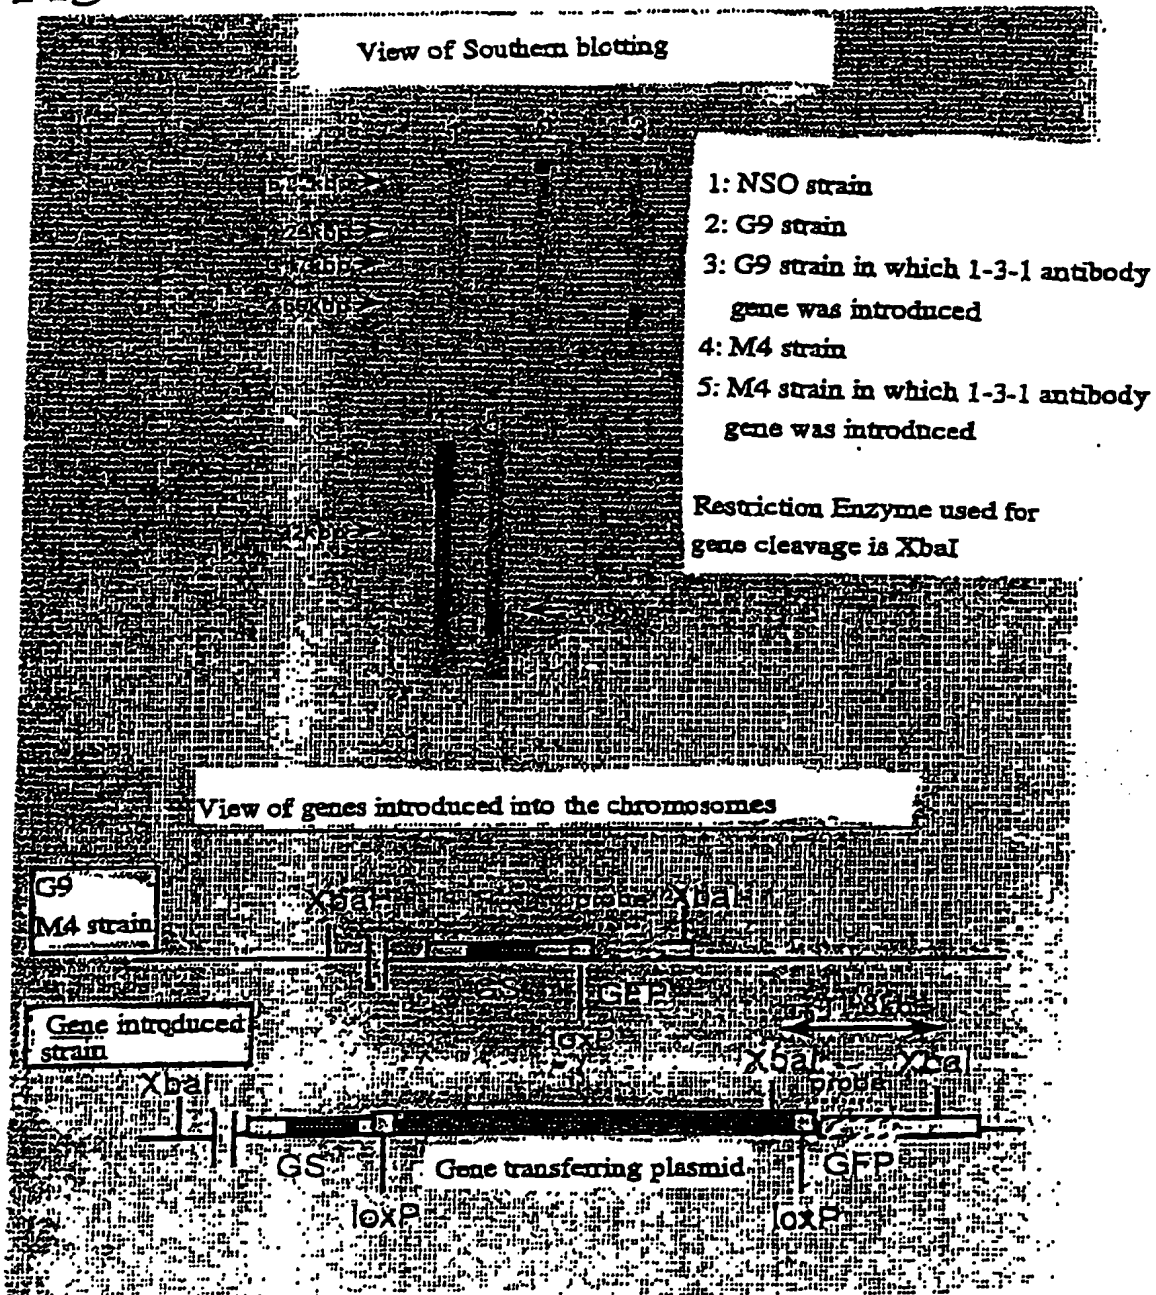 View of Southern blotting
3
1: NSO strain
2: G9 strain
3: G9 strain in which 1-3-1 antibody
gene was introduced
4: M4 strain
5: M4 strain in which 1-3-1 antibody
gene was introduced
Restriction Enzyme used for
gene cleavage is XbaI
View of genes introduced into the chromosomes
G9
M4 strain
XbaI
probe
XbaI
GS
GFP
loxP
Gene introduced
strain
XbaI
XbaI
probe
XbaI
GS
Gene transferring plasmid
GFP
loxP
loxP